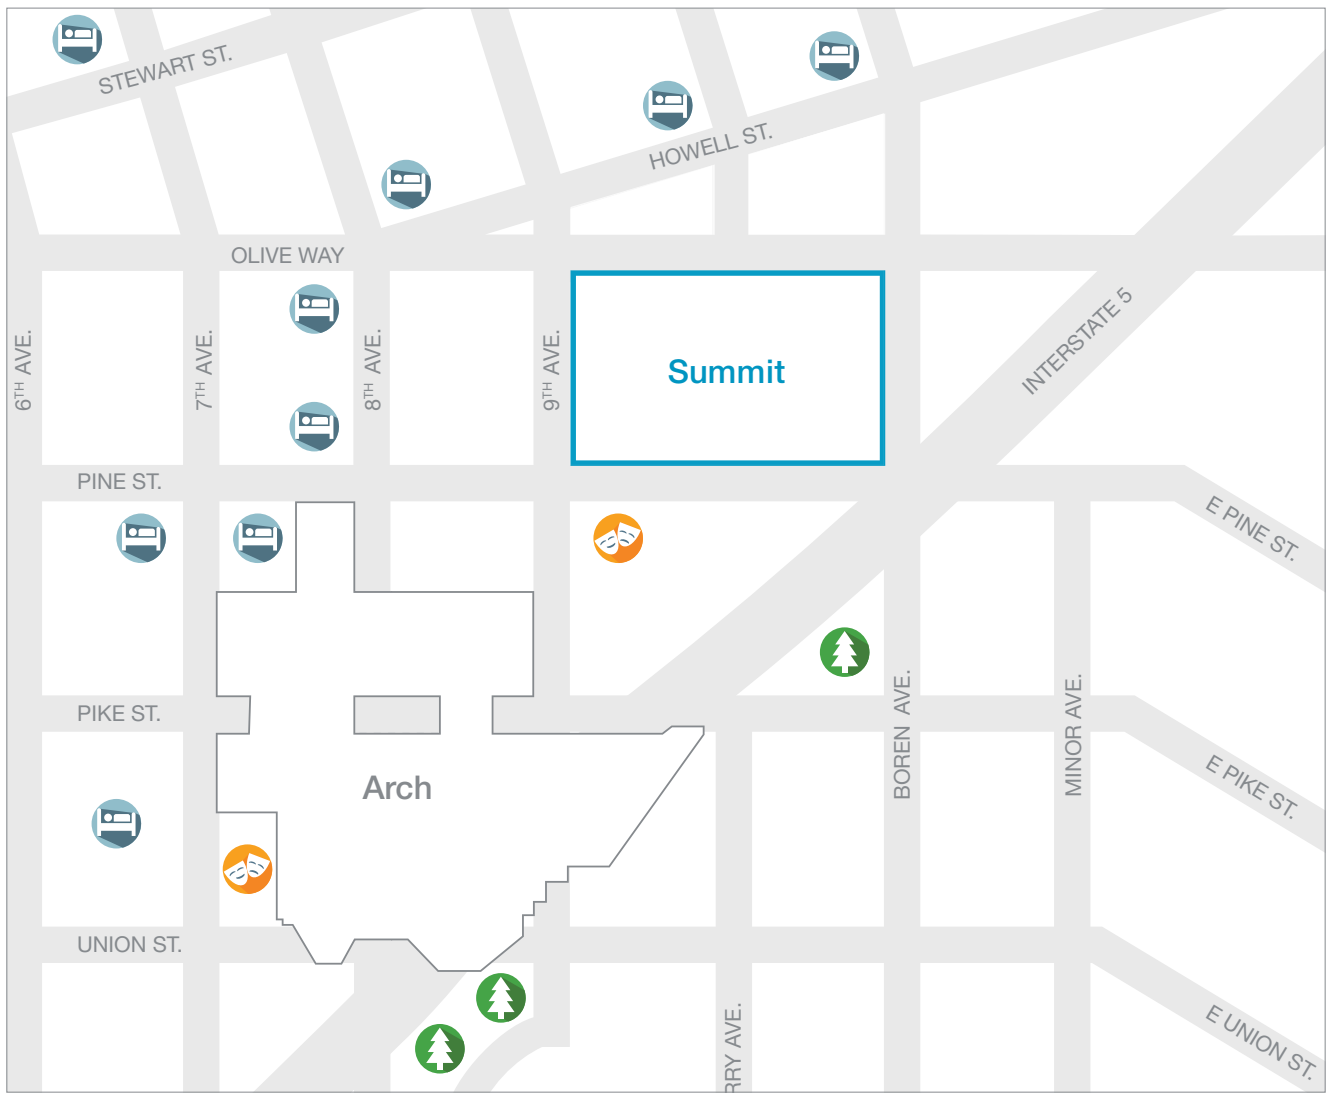 STEWART ST.
HOWELL ST.
OLIVE WAY
6TH AVE.
7TH AVE.
8TH AVE.
9TH AVE.
Summit
INTERSTATE 5
PINE ST.
E PINE ST.
PIKE ST.
BOREN AVE.
MINOR AVE.
Arch
E PIKE ST.
UNION ST.
RRY AVE.
E UNION ST.